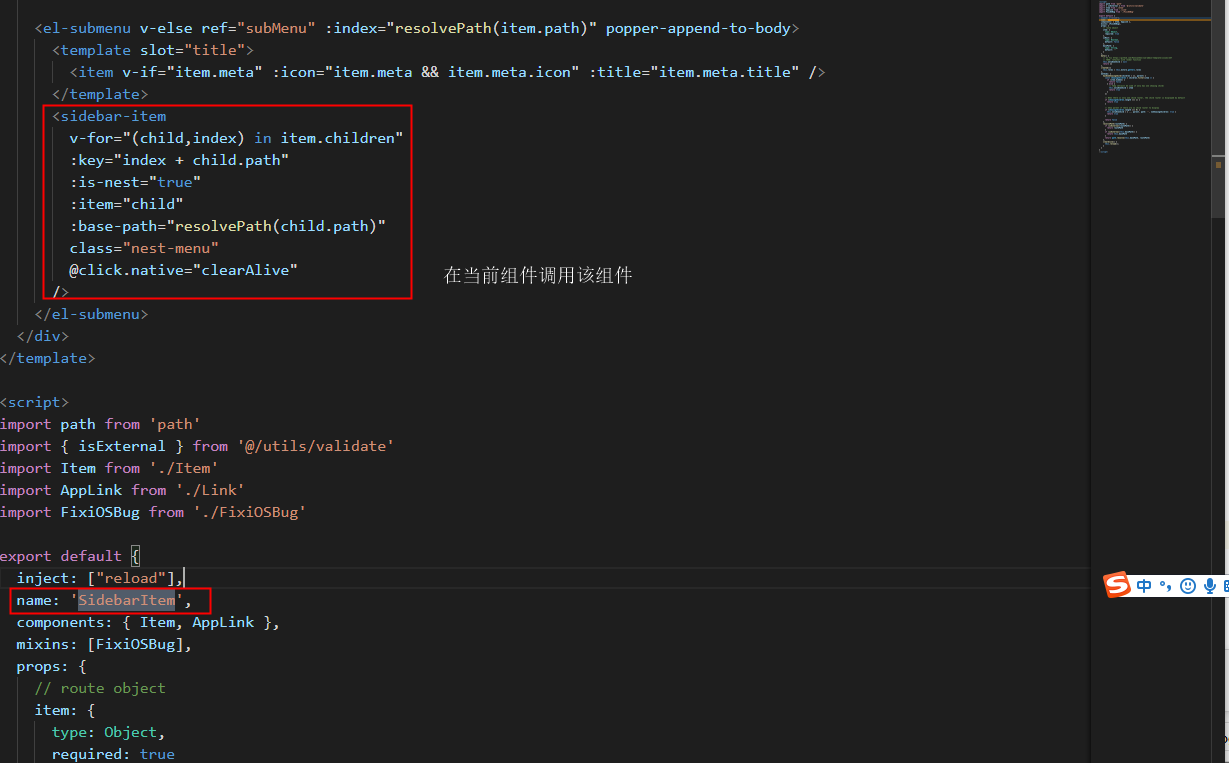 <el-submenu v-else ref="subMenu" :index="resolvePath(item.path)" popper-append-to-body>
<template slot="title">
<item v-if="item.meta" :icon="item.meta && item.meta.icon" :title="item.meta.title" />
</template>
<sidebar-item
v-for="(child,index) in item.children"
:key="index + child.path"
:is-nest="true"
:item="child"
:base-path="resolvePath(child.path)"
class="nest-menu"
@click.native="clearAlive"
在当前组件调用该组件
/>
</el-submenu>
</div>
</template>
<script>
import path from 'path'
import { isExternal } from '@/utils/validate'
import Item from './Item'
import AppLink from './Link'
import FixiOSBug from './FixiOSBug'
export default {
inject: ["reload"],
name: 'SidebarItem',
components: { Item, AppLink },
mixins: [FixiOSBug],
props: {
// route object
item: {
type: Object,
required: true
中